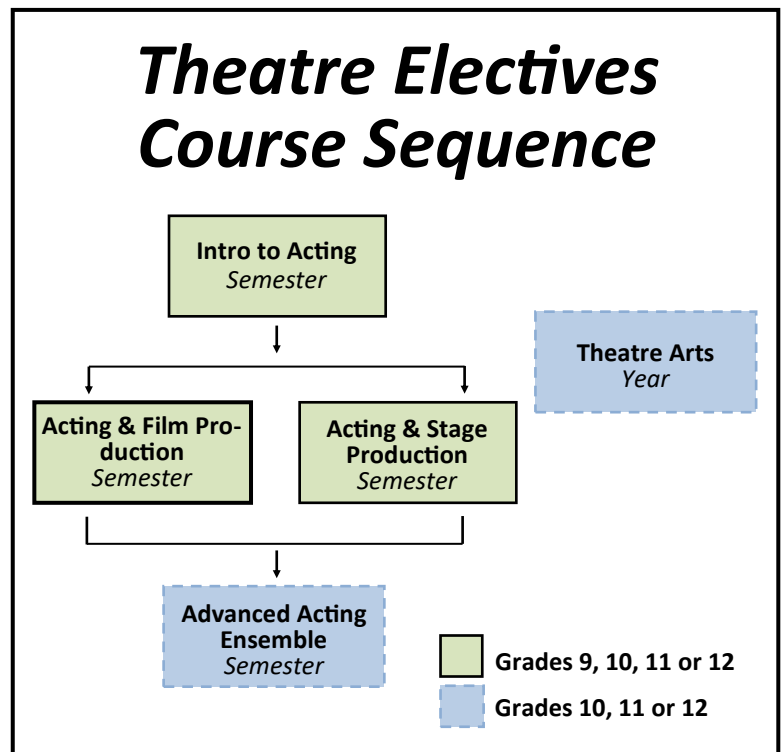 Theatre Electives
Course Sequence
Intro to Acting
Semester
Theatre Arts
Year
Acting & Film Pro-
duction
Semester
Acting & Stage
Production
Semester
Advanced Acting
Ensemble
Semester
Grades 9, 10, 11 or 12
Grades 10, 11 or 12